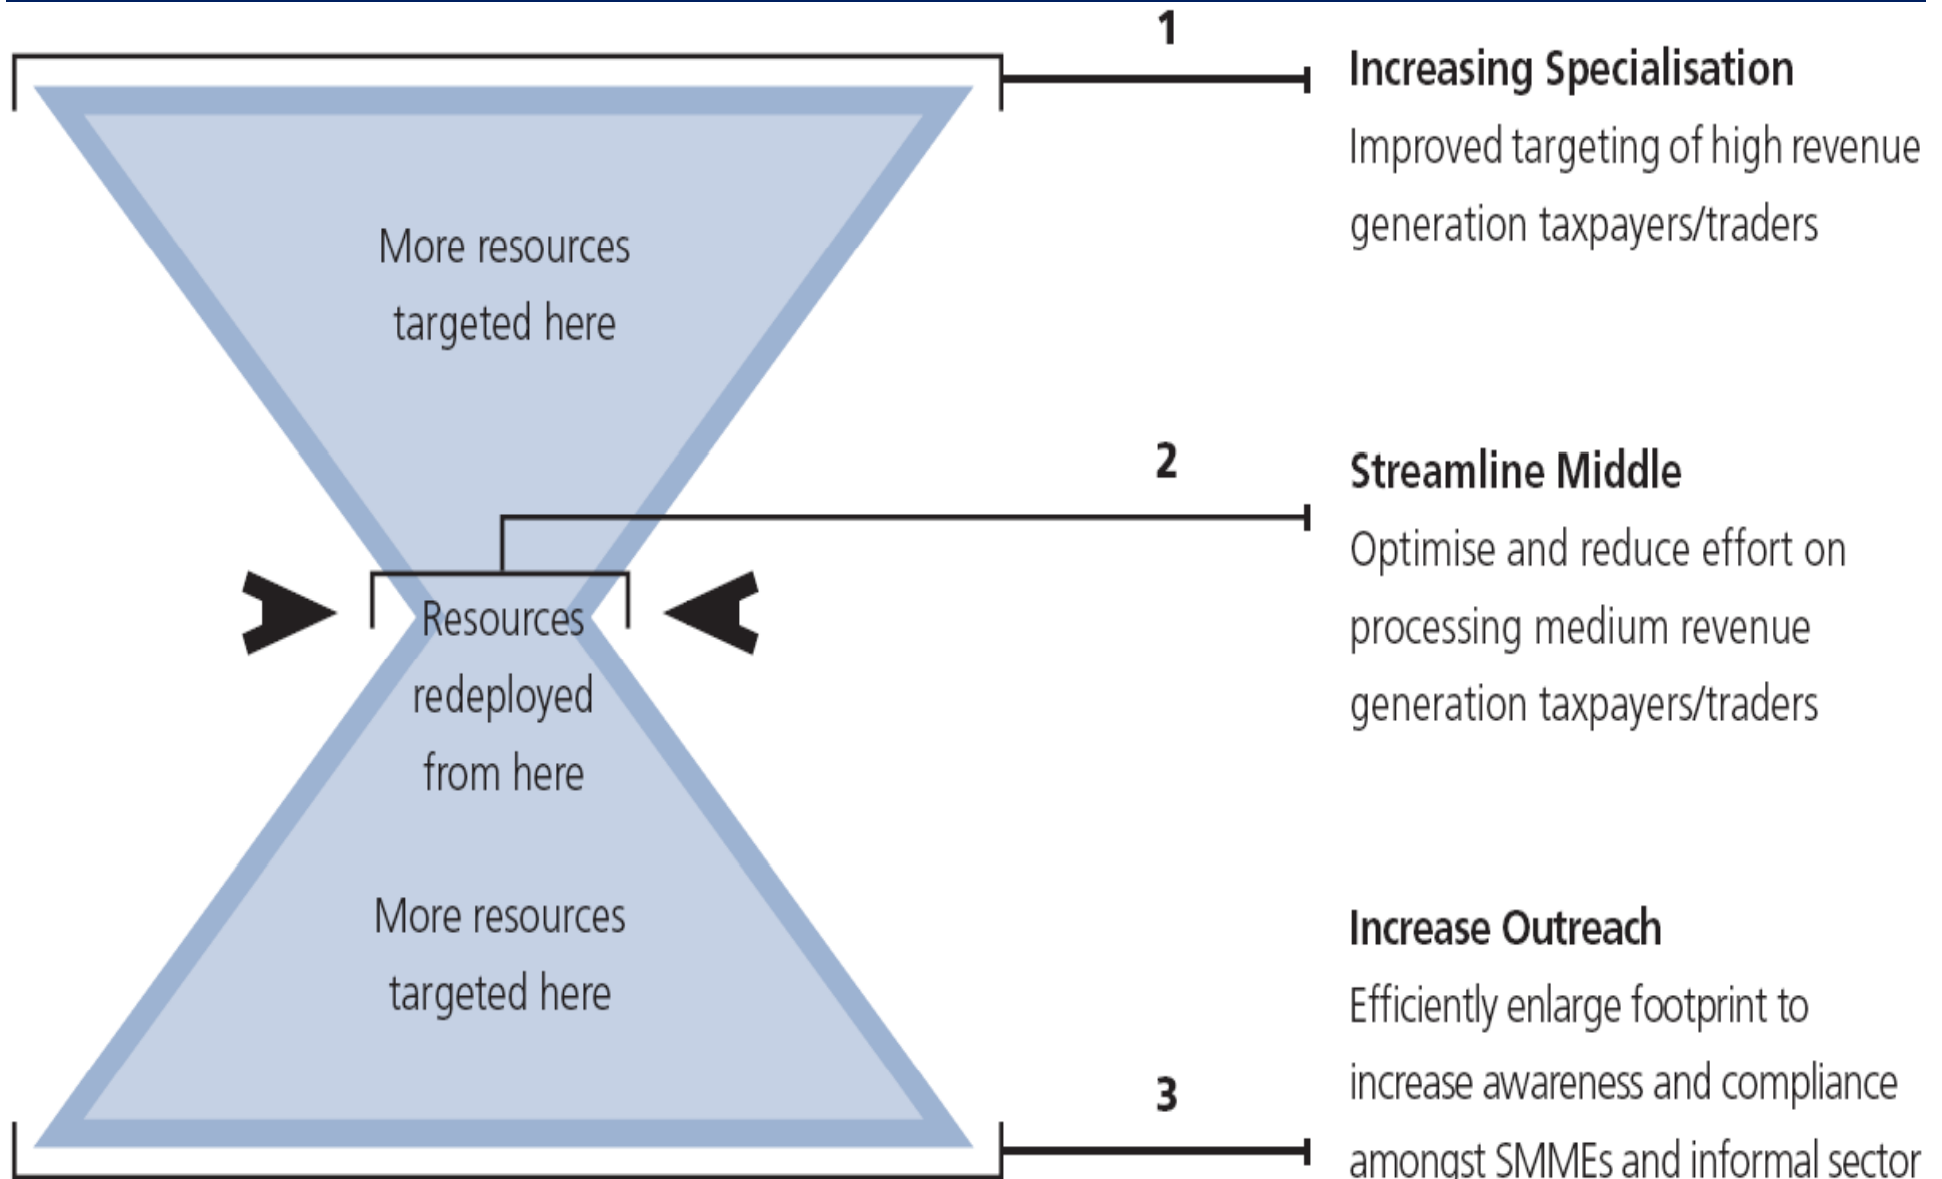 1
Increasing Specialisation
Improved targeting of high revenue
generation taxpayers/traders
More resources
targeted here
2
Streamline Middle
Optimise and reduce effort on
processing medium revenue
generation taxpayers/traders
Resources
redeployed
from here
More resources
targeted here
3
Increase Outreach
Efficiently enlarge footprint to
increase awareness and compliance
amongst SMMEs and informal sector